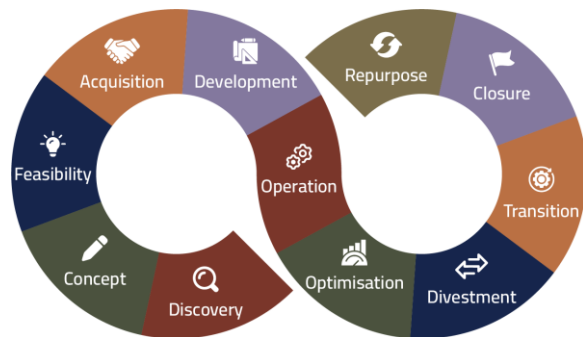 Discovery
Concept
Feasibility
Acquisition
Development
Operation
Optimisation
Divestment
Transition
Closure
Repurpose